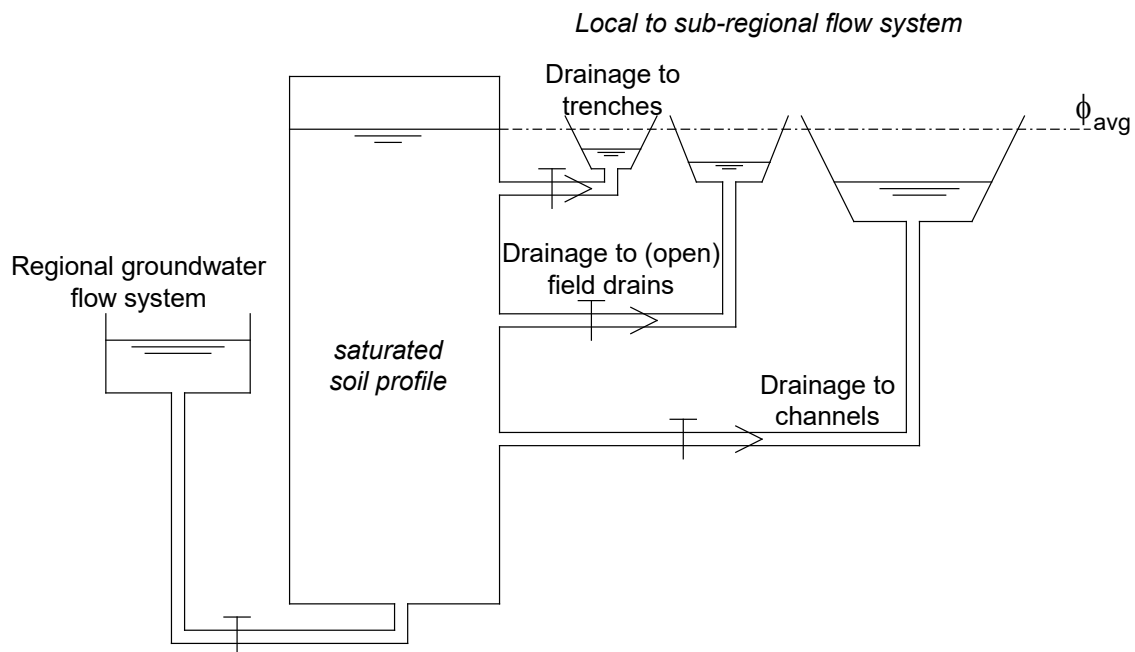 Local to sub-regional flow system
Drainage to
trenches
ϕavg
Drainage to (open)
field drains
Regional groundwater
flow system
saturated
soil profile
Drainage to
channels